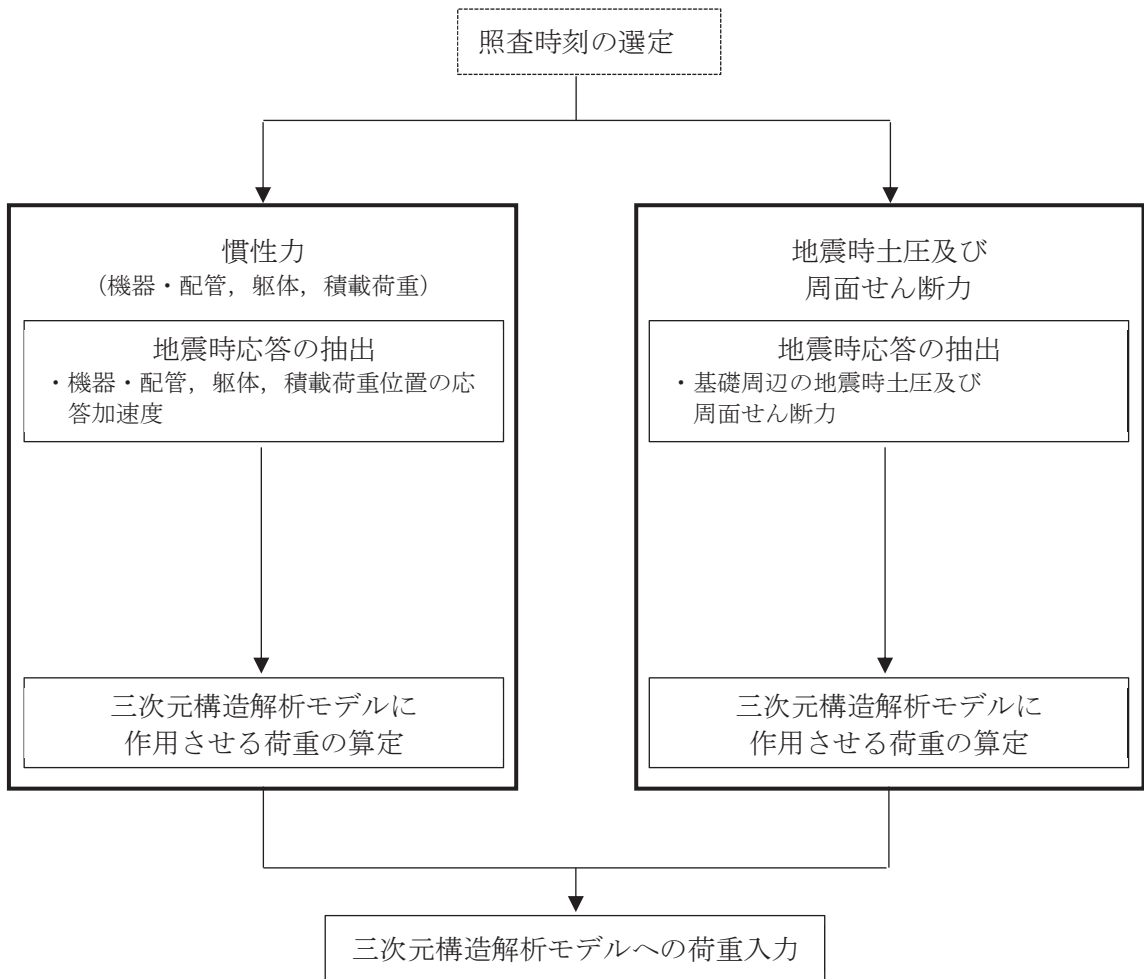 照査時刻の選定
慣性力
（機器・配管，躯体，積載荷重）
地震時応答の抽出
・機器・配管，躯体，積載荷重位置の応
答加速度
三次元構造解析モデルに
作用させる荷重の算定
地震時土圧及び
周面せん断力
地震時応答の抽出
・基礎周辺の地震時土圧及び
周面せん断力
三次元構造解析モデルに
作用させる荷重の算定
三次元構造解析モデルへの荷重入力